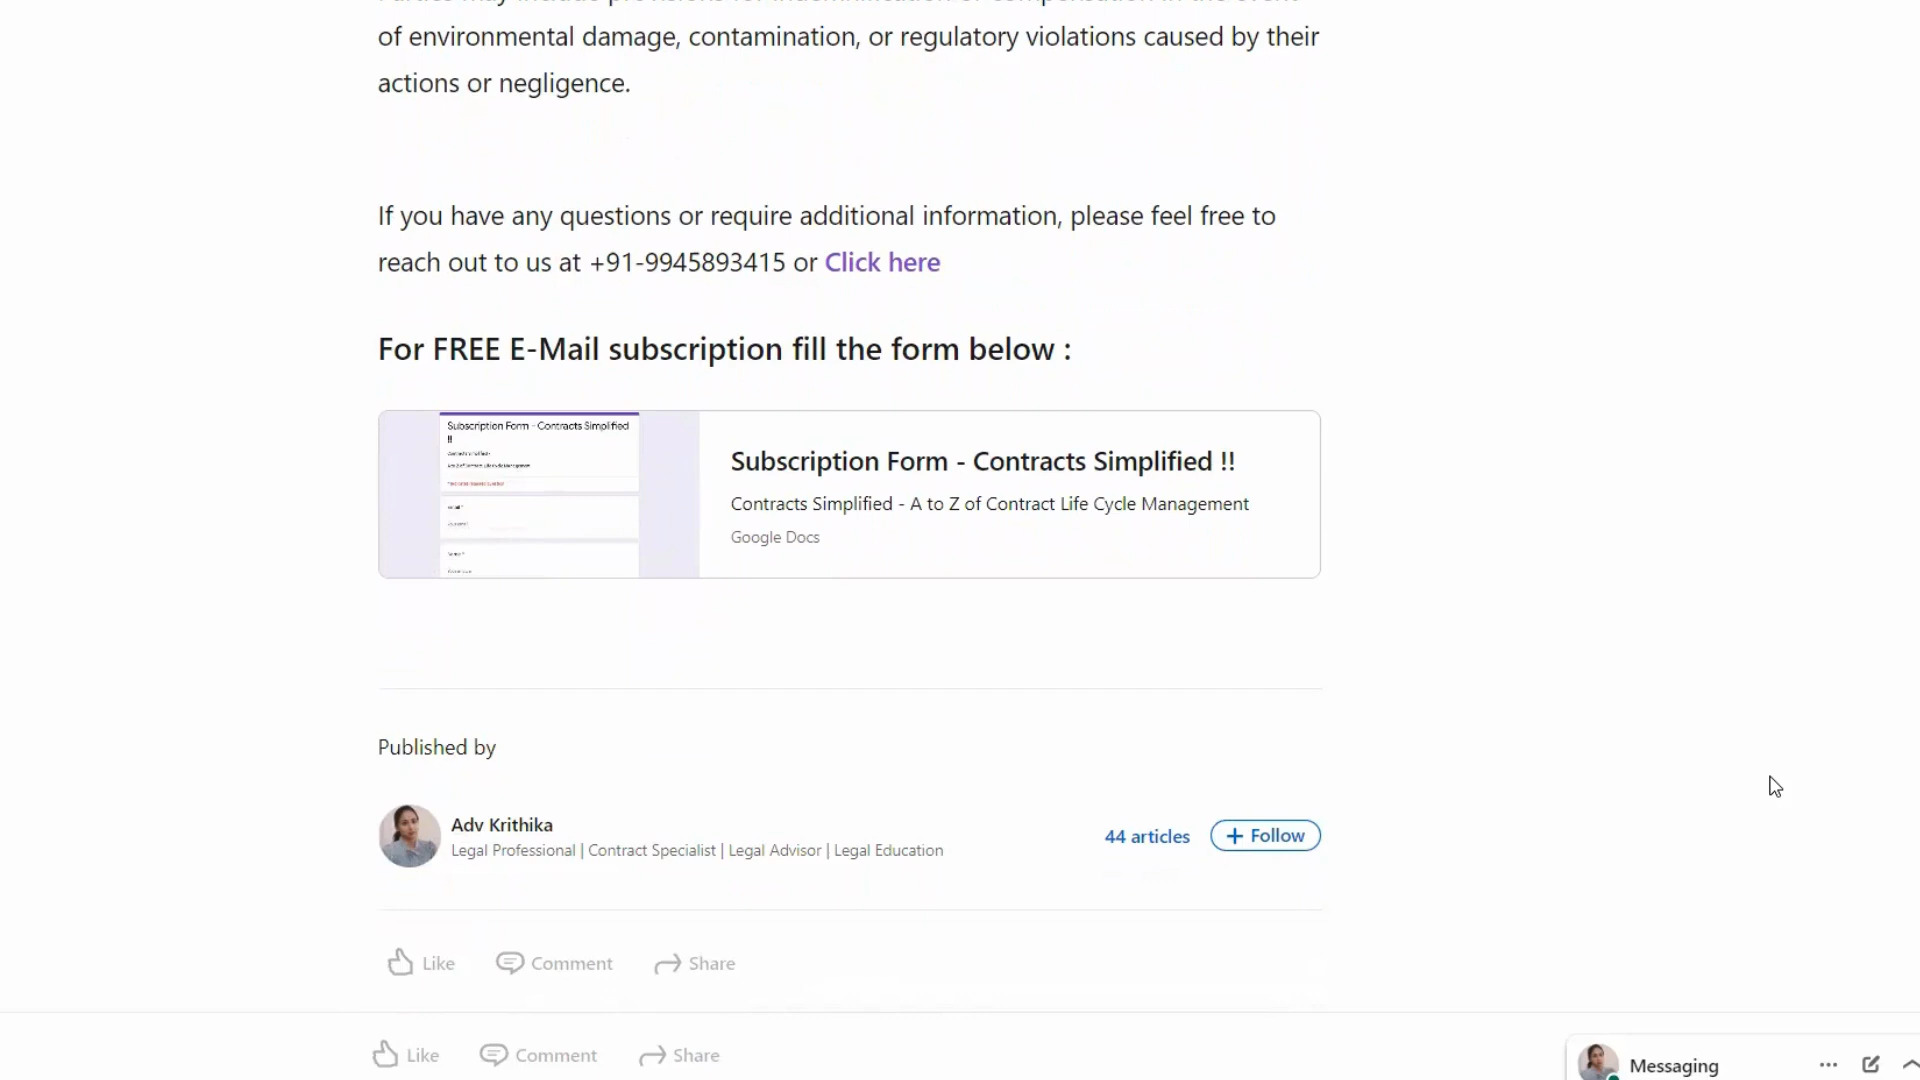 of environmental damage, contamination, or regulatory violations caused by their
actions or negligence.
If you have any questions or require additional information, please feel free to
reach out to us at +91-9945893415 or Click here
For FREE E-Mail subscription fill the form below :
Subscription Form - Contracts Simplified
!!
Subscription Form - Contracts Simplified !!
Contracts Simplified - A to Z of Contract Life Cycle Management
Google Docs
Published by
Adv Krithika
Legal Professional | Contract Specialist | Legal Advisor | Legal Education
44 articles
+ Follow
Like Comment Share
Like Comment Share
Messaging